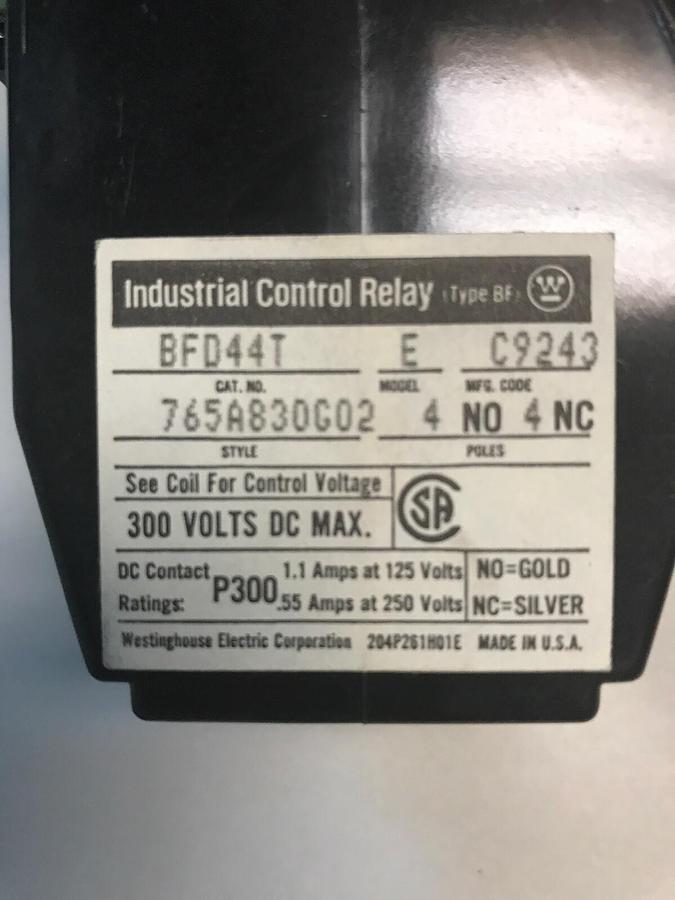 Industrial Control Relay (Type BF) W
BFD44T E C9243
CAT. NO. MODEL MFG. CODE
765A830G02 4 NO 4 NC
STYLE POLES
See Coil For Control Voltage
300 VOLTS DC MAX. SA
DC Contact Ratings: P300 1.1 Amps at 125 Volts NO=GOLD
.55 Amps at 250 Volts NC=SILVER
Westinghouse Electric Corporation 204P261H01E MADE IN U.S.A.